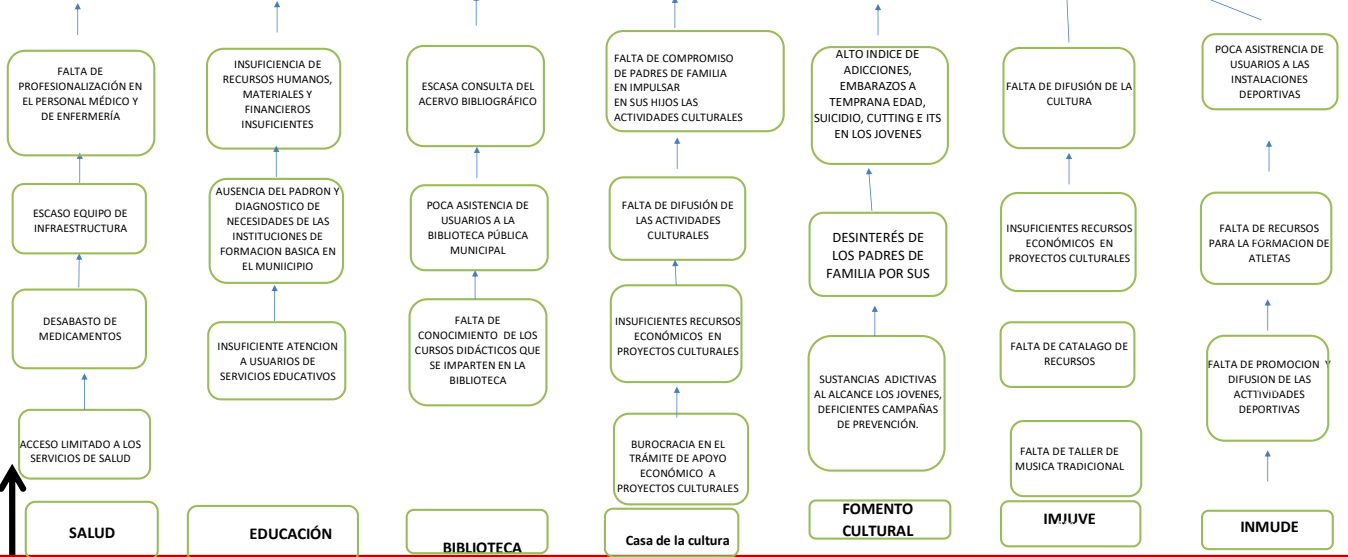 FALTA DE
PROFESIONALIZACIÓN EN
EL PERSONAL MÉDICO Y
DE ENFERMERÍA
ESCASO EQUIPO DE
INFRAESTRUCTURA
DESABASTO DE
MEDICAMENTOS
ACCESO LIMITADO A LOS
SERVICIOS DE SALUD
SALUD
INSUFICIENCIA DE
RECURSOS HUMANOS,
MATERIALES Y
FINANCIEROS
INSUFICIENTES
AUSENCIA DEL PADRON Y
DIAGNOSTICO DE
NECESIDADES DE LAS
INSTITUCIONES DE
FORMACION BASICA EN
EL MUNICIPIO
INSUFICIENTE ATENCION
A USUARIOS DE
SERVICIOS EDUCATIVOS
EDUCACIÓN
ESCASA CONSULTA DEL
ACERVO BIBLIOGRÁFICO
POCA ASISTENCIA DE
USUARIOS A LA
BIBLIOTECA PÚBLICA
MUNICIPAL
FALTA DE
CONOCIMIENTO DE LOS
CURSOS DIDÁCTICOS QUE
SE IMPARTEN EN LA
BIBLIOTECA
BIBLIOTECA
FALTA DE COMPROMISO
DE PADRES DE FAMILIA
EN IMPULSAR
EN SUS HIJOS LAS
ACTIVIDADES CULTURALES
FALTA DE DIFUSIÓN DE
LAS ACTIVIDADES
CULTURALES
INSUFICIENTES RECURSOS
ECONÓMICOS EN
PROYECTOS CULTURALES
BUROCRACIA EN EL
TRÁMITE DE APOYO
ECONÓMICO A
PROYECTOS CULTURALES
Casa de la cultura
ALTO INDICE DE
ADICCIONES,
EMBARAZOS A
TEMPRANA EDAD,
SUICIDIO, CUTTING E ITS
EN LOS JOVENES
DESINTERÉS DE
LOS PADRES DE
FAMILIA POR SUS
SUSTANCIAS ADICTIVAS
AL ALCANCE LOS JOVENES,
DEFICIENTES CAMPAÑAS
DE PREVENCIÓN.
FOMENTO
CULTURAL
FALTA DE DIFUSIÓN DE LA
CULTURA
INSUFICIENTES RECURSOS
ECONÓMICOS EN
PROYECTOS CULTURALES
FALTA DE CATALAGO DE
RECURSOS
FALTA DE TALLER DE
MUSICA TRADICIONAL
IMJUVE
POCA ASISTRENCIA DE
USUARIOS A LAS
INSTALACIONES
DEPORTIVAS
FALTA DE RECURSOS
PARA LA FORMACION DE
ATLETAS
FALTA DE PROMOCION Y
DIFUSION DE LAS
ACTTIVIDADES
DEPORTIVAS
INMUDE